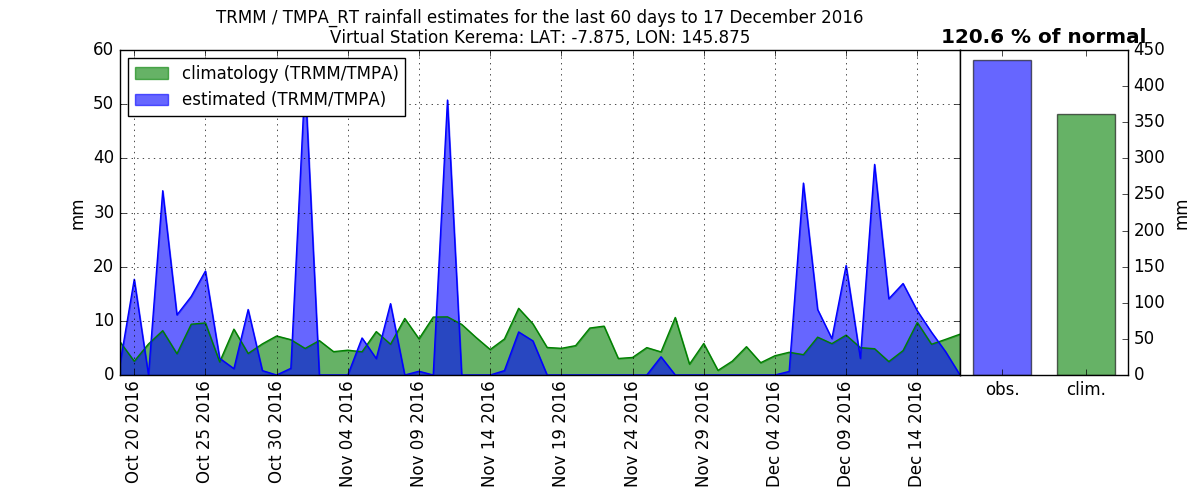 TRMM / TMPA_RT rainfall estimates for the last 60 days to 17 December 2016
Virtual Station Kerema: LAT: -7.875, LON: 145.875
120.6 % of normal
climatology (TRMM/TMPA)
estimated (TRMM/TMPA)
60
50
40
30
20
10
0
mm
Oct 20 2016
Oct 25 2016
Oct 30 2016
Nov 04 2016
Nov 09 2016
Nov 14 2016
Nov 19 2016
Nov 24 2016
Nov 29 2016
Dec 04 2016
Dec 09 2016
Dec 14 2016
obs.
clim.
450
400
350
300
250
200
150
100
50
0
mm